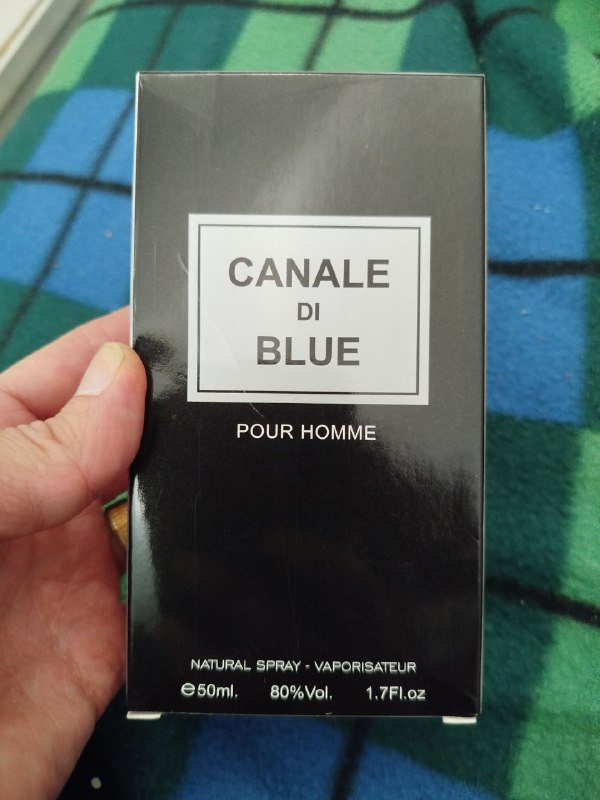 CANALE
DI
BLUE
POUR HOMME
NATURAL SPRAY - VAPORISATEUR
℮50ml. 80%Vol. 1.7Fl.oz